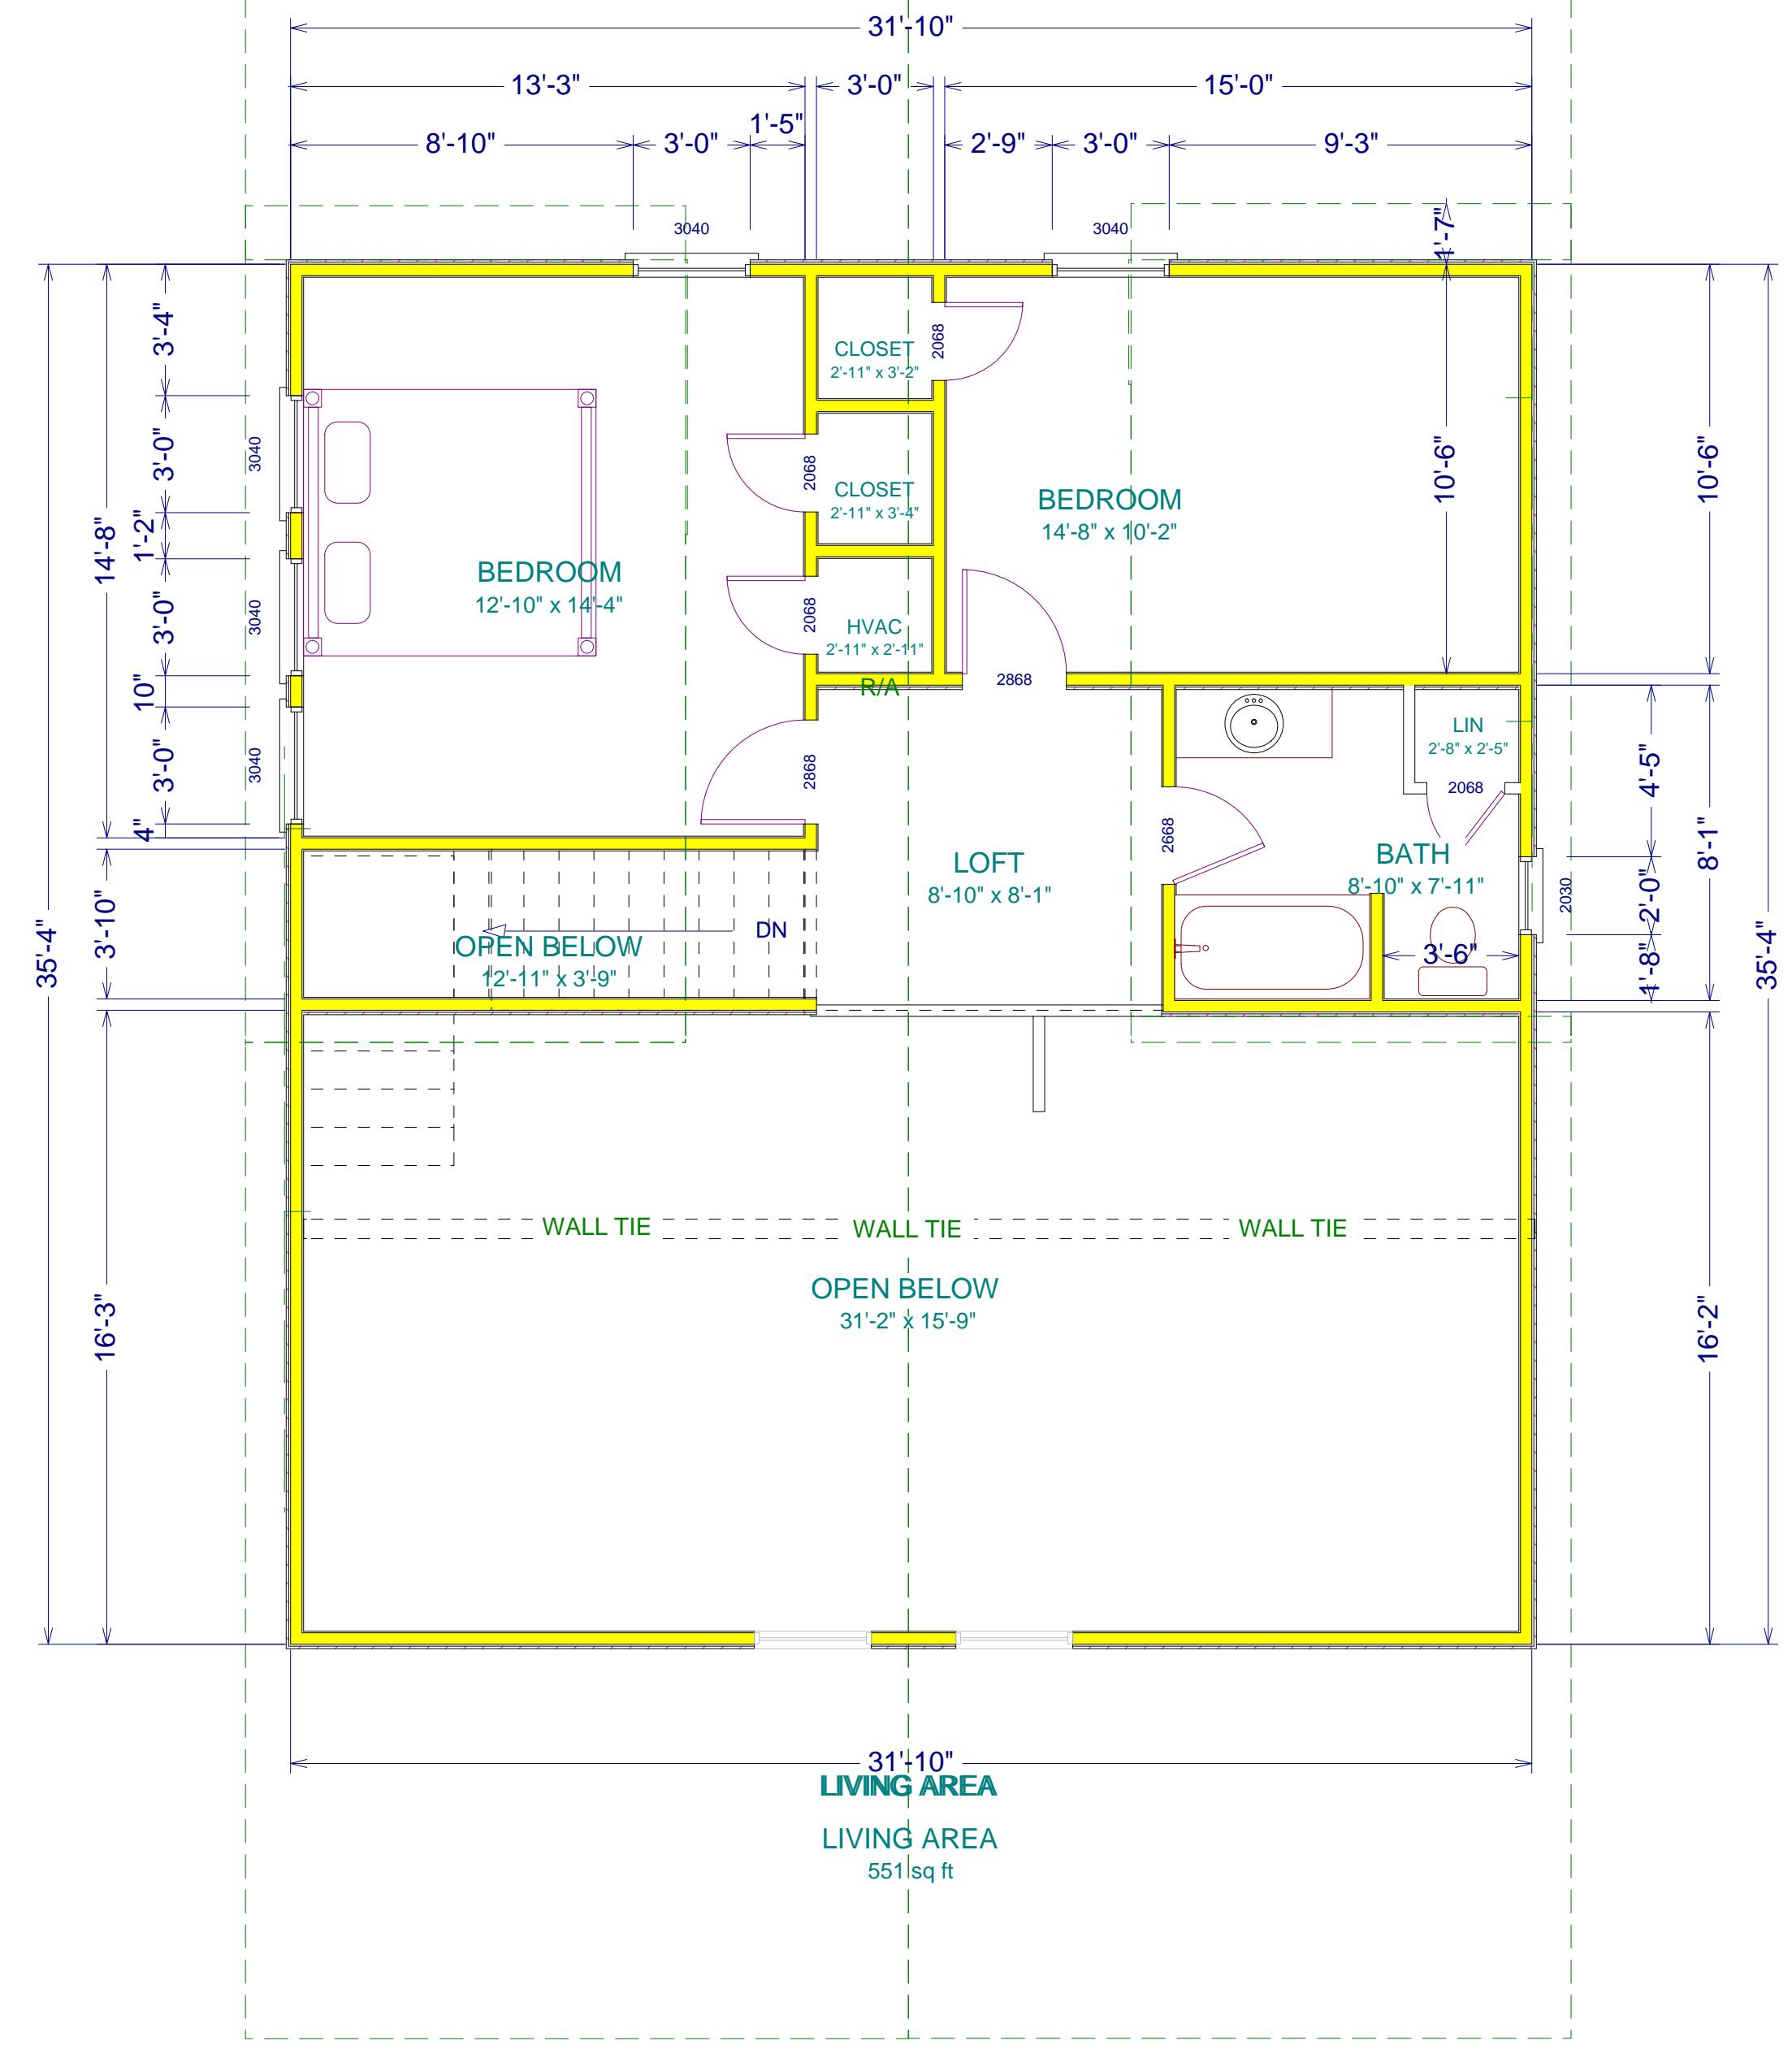 31'-10"
13'-3"
3'-0"
15'-0"
1'-5"
8'-10"
3'-0"
2'-9"
3'-0"
9'-3"
1'-7"
3040
3040
3'-4"
3040
3'-0"
1'-2"
3040
3'-0"
10"
3040
3'-0"
4"
14'-8"
3'-10"
16'-3"
35'-4"
CLOSET
2'-11" x 3'-2"
2068
CLOSET
2'-11" x 3'-4"
2068
BEDROOM
14'-8" x 10'-2"
10'-6"
10'-6"
BEDROOM
12'-10" x 14'-4"
HVAC
2'-11" x 2'-11"
2068
R/A
2868
2868
LIN
2'-8" x 2'-5"
2068
4'-5"
8'-1"
2668
LOFT
8'-10" x 8'-1"
BATH
8'-10" x 7'-11"
2030
2'-0"
1'-8"
3'-6"
DN
OPEN BELOW
12'-11" x 3'-9"
35'-4"
16'-2"
WALL TIE
WALL TIE
WALL TIE
OPEN BELOW
31'-2" x 15'-9"
31'-10"
LIVING AREA
LIVING AREA
551 sq ft